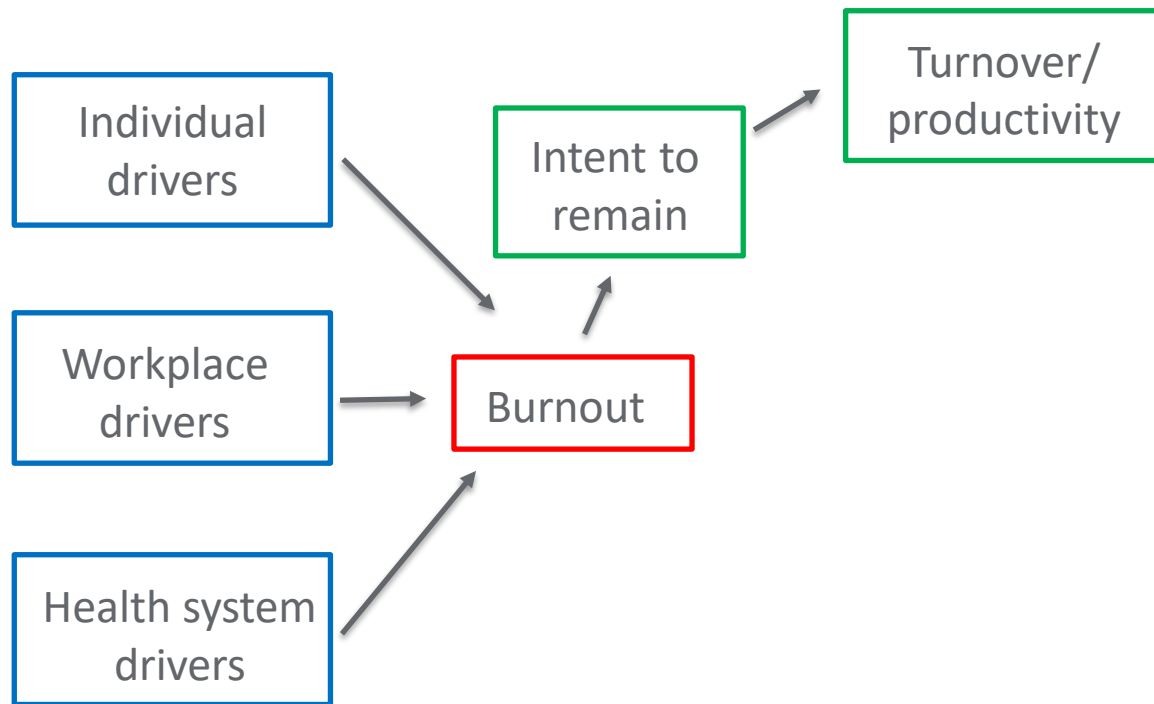 Individual
drivers
Workplace
drivers
Health system
drivers
Burnout
Intent to
remain
Turnover/
productivity